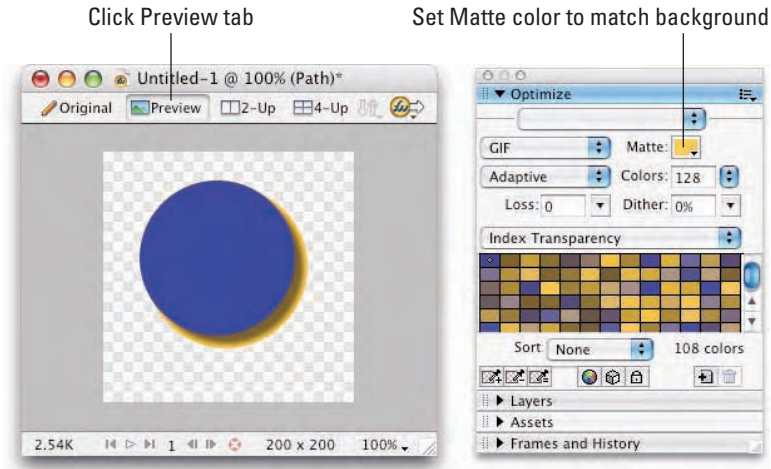 Click Preview tab
Set Matte color to match background
Untitled-1 @ 100% (Path)*
Original Preview 2-Up 4-Up
Optimize
GIF Matte:
Adaptive Colors: 128
Loss: 0 Dither: 0%
Index Transparency
Sort None 108 colors
Layers
Assets
Frames and History
2.54K 1 200 x 200 100%